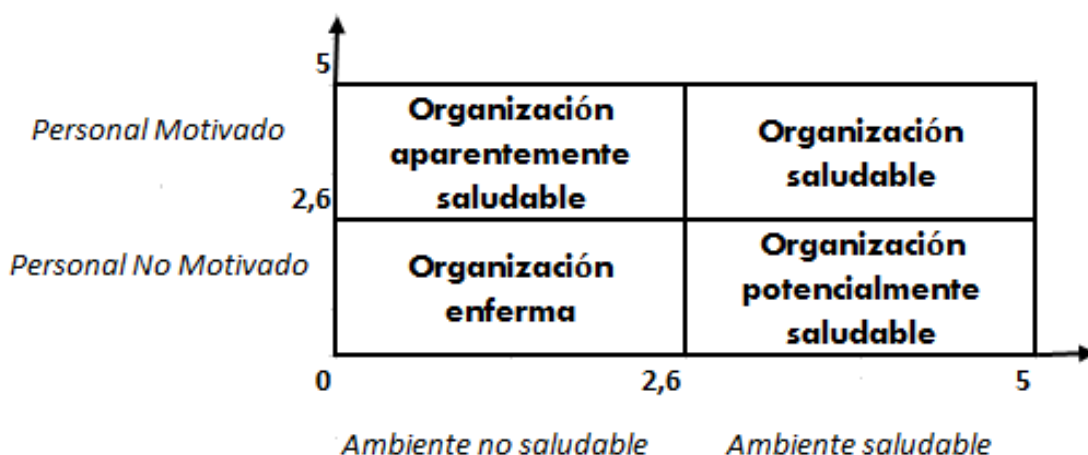 5
Organización
aparentemente
saludable
Organización
saludable
Personal Motivado
2,6
Organización
enferma
Organización
potencialmente
saludable
Personal No Motivado
0
2,6
5
Ambiente no saludable
Ambiente saludable